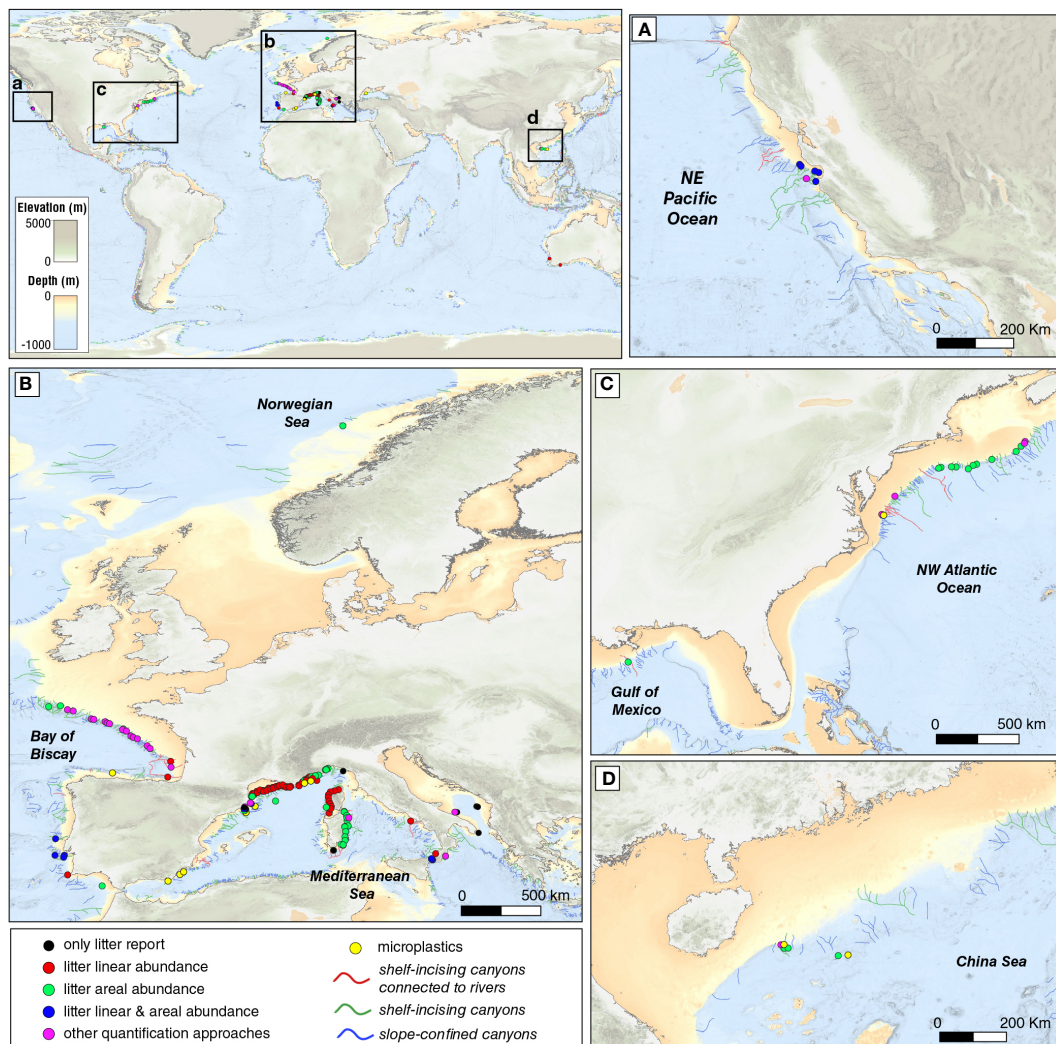 a
b
c
d
Elevation (m)
5000
0
Depth (m)
0
-1000
A
NE
Pacific
Ocean
0
200 Km
B
Norwegian
Sea
Bay of
Biscay
Mediterranean
Sea
0
500 km
C
NW Atlantic
Ocean
Gulf of
Mexico
0
500 km
D
China Sea
0
200 Km
only litter report
litter linear abundance
litter areal abundance
litter linear & areal abundance
other quantification approaches
microplastics
shelf-incising canyons
connected to rivers
shelf-incising canyons
slope-confined canyons